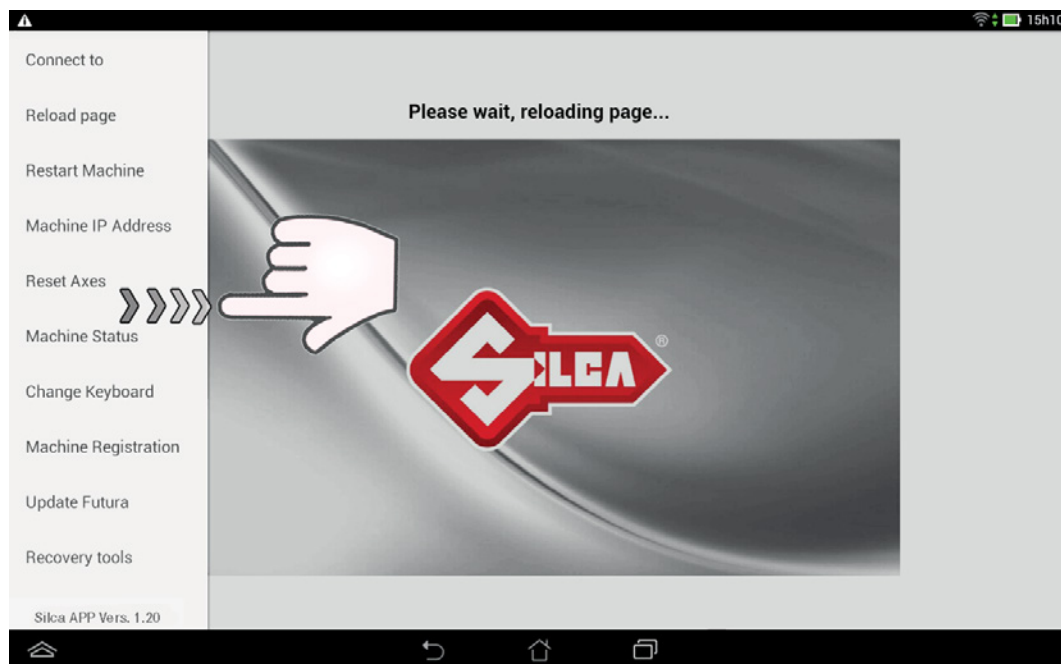 15h10
Connect to
Reload page
Restart Machine
Machine IP Address
Reset Axes
Machine Status
Change Keyboard
Machine Registration
Update Futura
Recovery tools
Silca APP Vers. 1.20
Please wait, reloading page...
SILCA®